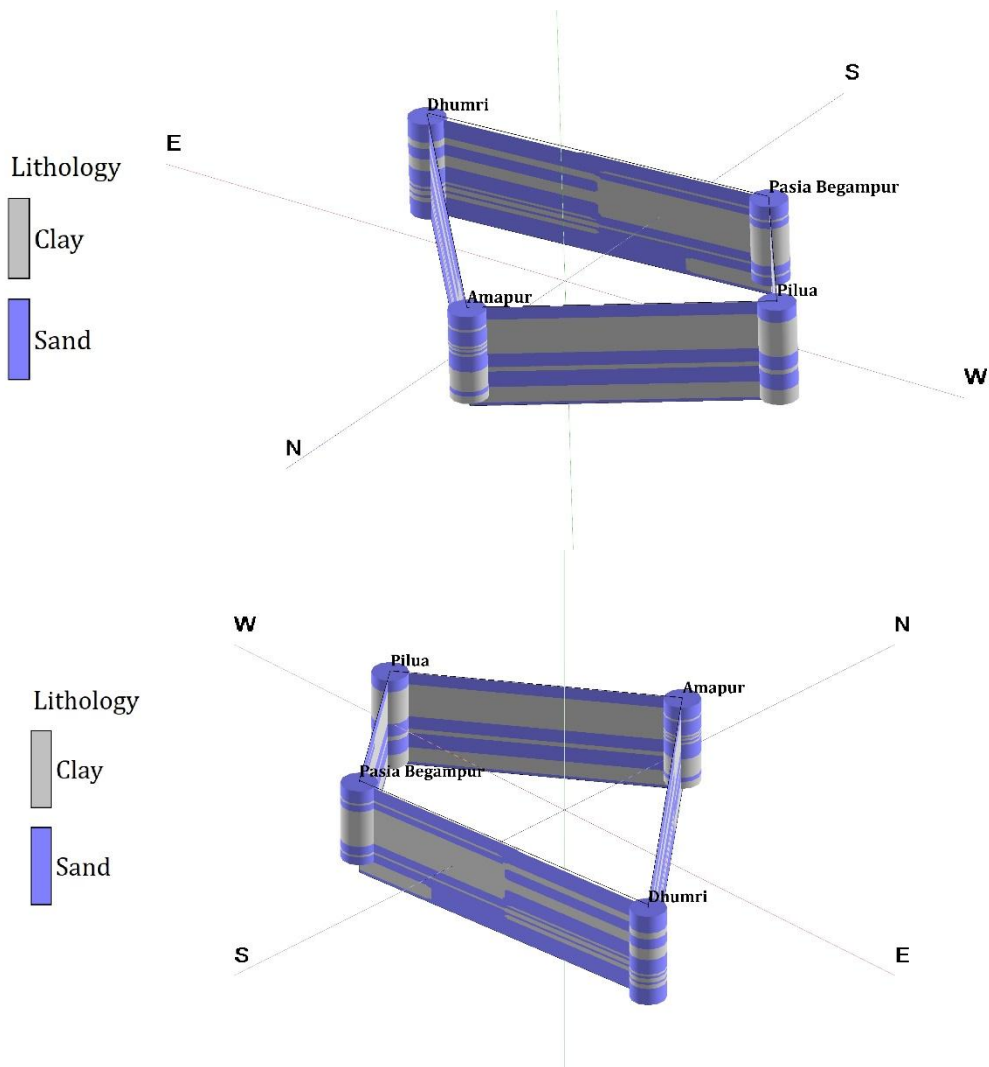 S
Dhumri
E
Lithology
Pasia Begampur
Clay
Pilua
Amapur
Sand
W
N
W
N
Pilua
Lithology
Amapur
Clay
Pasia Begampur
Sand
Dhumri
S
E